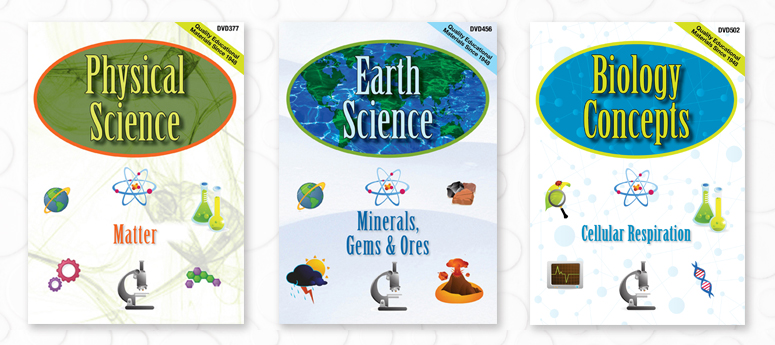 DVD377
Quality Educational
Materials Since 1948
Physical
Science
Matter
DVD456
Quality Educational
Materials Since 1948
Earth
Science
Minerals,
Gems & Ores
DVD502
Quality Educational
Materials Since 1948
Biology
Concepts
Cellular Respiration